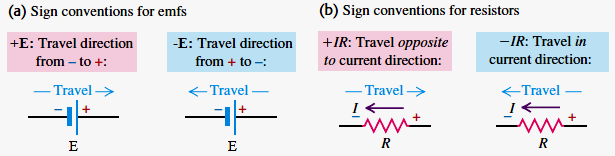 (a) Sign conventions for emfs
+E: Travel direction
from – to +:
-E: Travel direction
from + to –:
Travel
– +
E
Travel
– +
E
(b) Sign conventions for resistors
+IR: Travel opposite
to current direction:
−IR: Travel in
current direction:
Travel
I
– +
R
Travel
I
– +
R